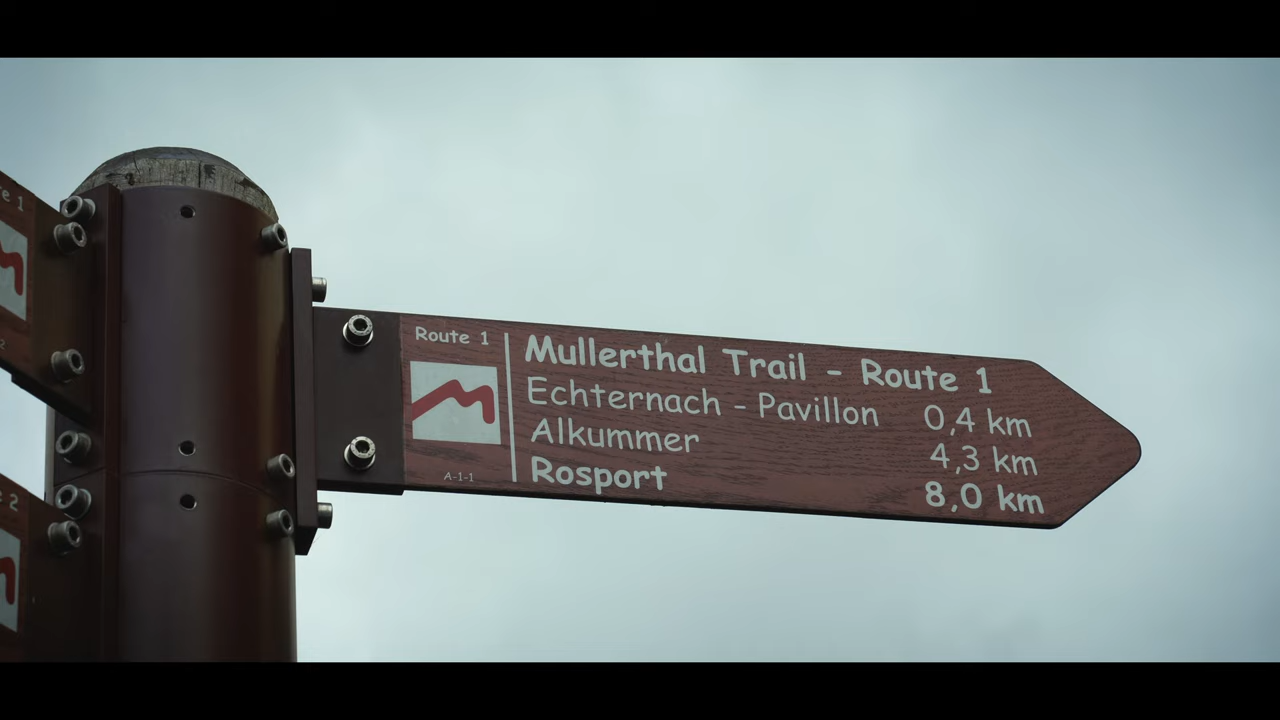 Route 1
Mullerthal Trail - Route 1
Echternach - Pavillon 0,4 km
Alkummer 4,3 km
Rosport 8,0 km
A-1-1